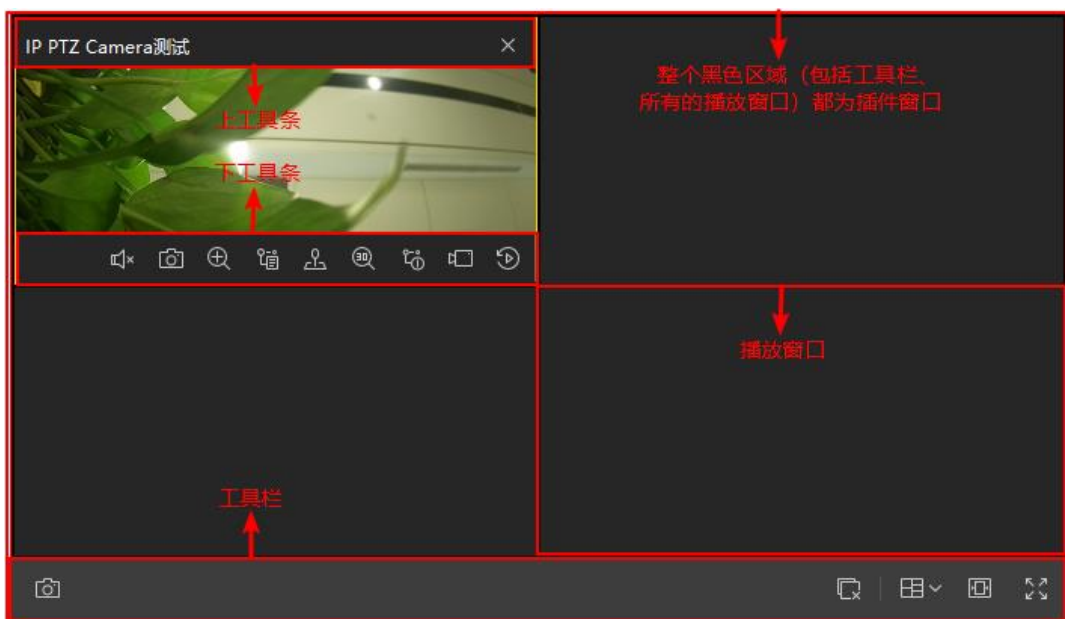 IP PTZ Camera测试
整个黑色区域（包括工具栏、
所有的播放窗口）都为插件窗口
上工具条
下工具条
3D
播放窗口
工具栏